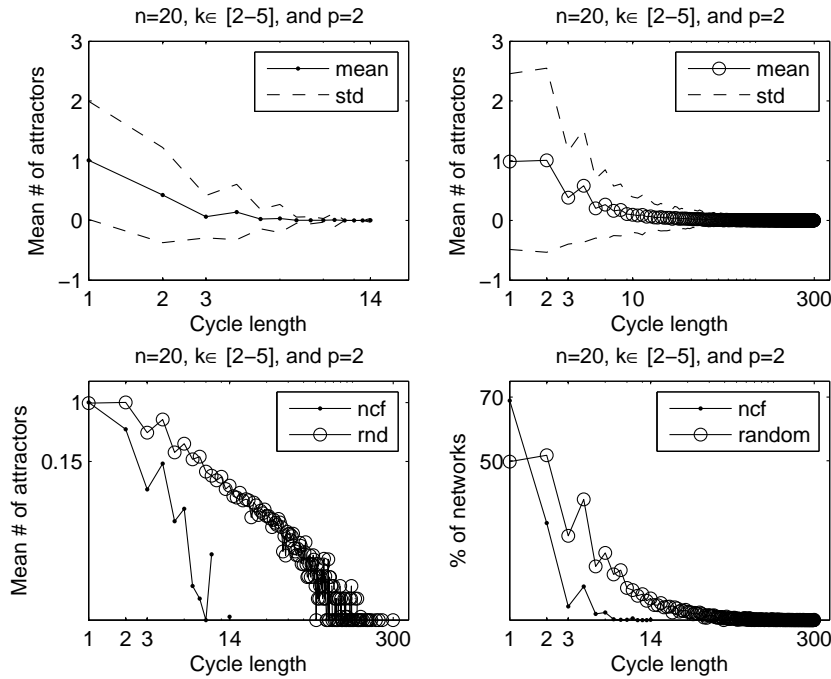 n=20, k∈ [2−5], and p=2
3
2
1
0
−1
Mean # of attractors
mean
std
1
2
3
14
Cycle length
n=20, k∈ [2−5], and p=2
3
2
1
0
−1
Mean # of attractors
mean
std
1
2
3
10
300
Cycle length
n=20, k∈ [2−5], and p=2
1
0.15
Mean # of attractors
ncf
rnd
1
2
3
14
300
Cycle length
n=20, k∈ [2−5], and p=2
70
50
% of networks
ncf
random
1
2
3
14
300
Cycle length